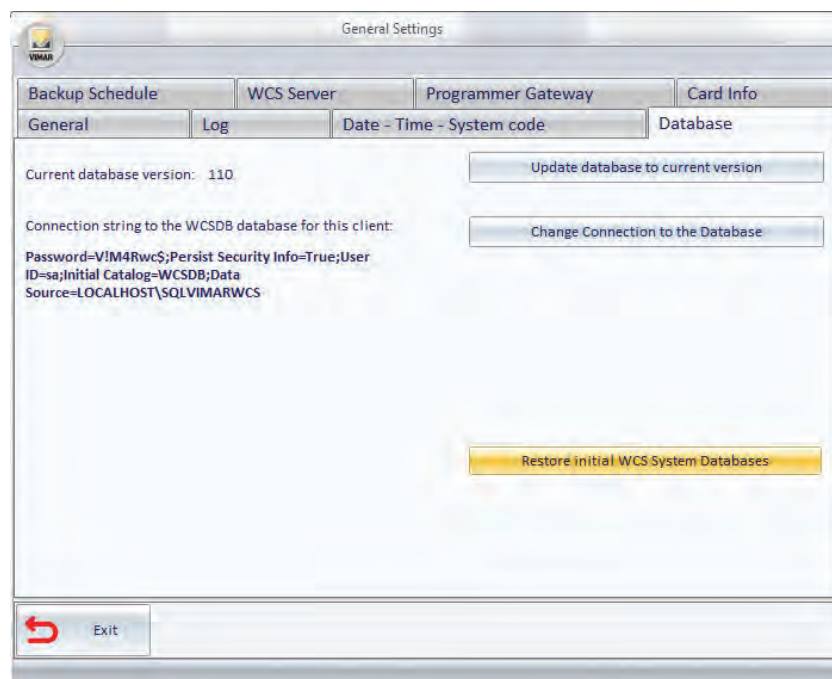 General Settings
VIMAR
Backup Schedule
WCS Server
Programmer Gateway
Card Info
General
Log
Date - Time - System code
Database
Current database version: 110
Update database to current version
Connection string to the WCSDB database for this client:
Change Connection to the Database
Password=V!M4Rwc$;Persist Security Info=True;User
ID=sa;Initial Catalog=WCSDB;Data
Source=LOCALHOST\SQLVIMARWCS
Restore initial WCS System Databases
Exit